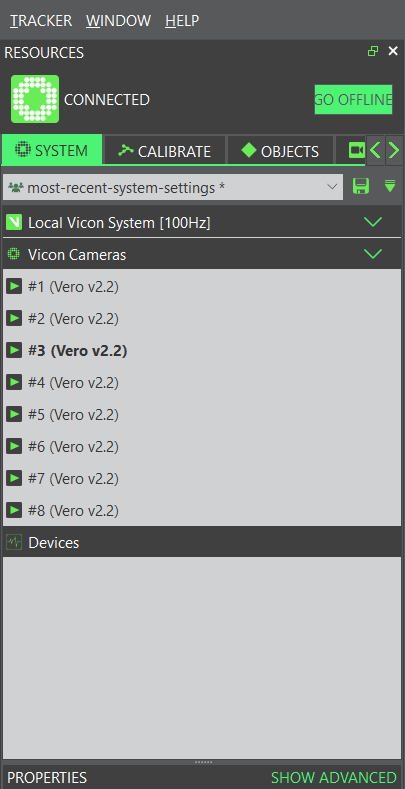 TRACKER WINDOW HELP
RESOURCES
CONNECTED
GO OFFLINE
SYSTEM CALIBRATE OBJECTS
most-recent-system-settings *
Local Vicon System [100Hz]
Vicon Cameras
#1 (Vero v2.2)
#2 (Vero v2.2)
#3 (Vero v2.2)
#4 (Vero v2.2)
#5 (Vero v2.2)
#6 (Vero v2.2)
#7 (Vero v2.2)
#8 (Vero v2.2)
Devices
PROPERTIES SHOW ADVANCED